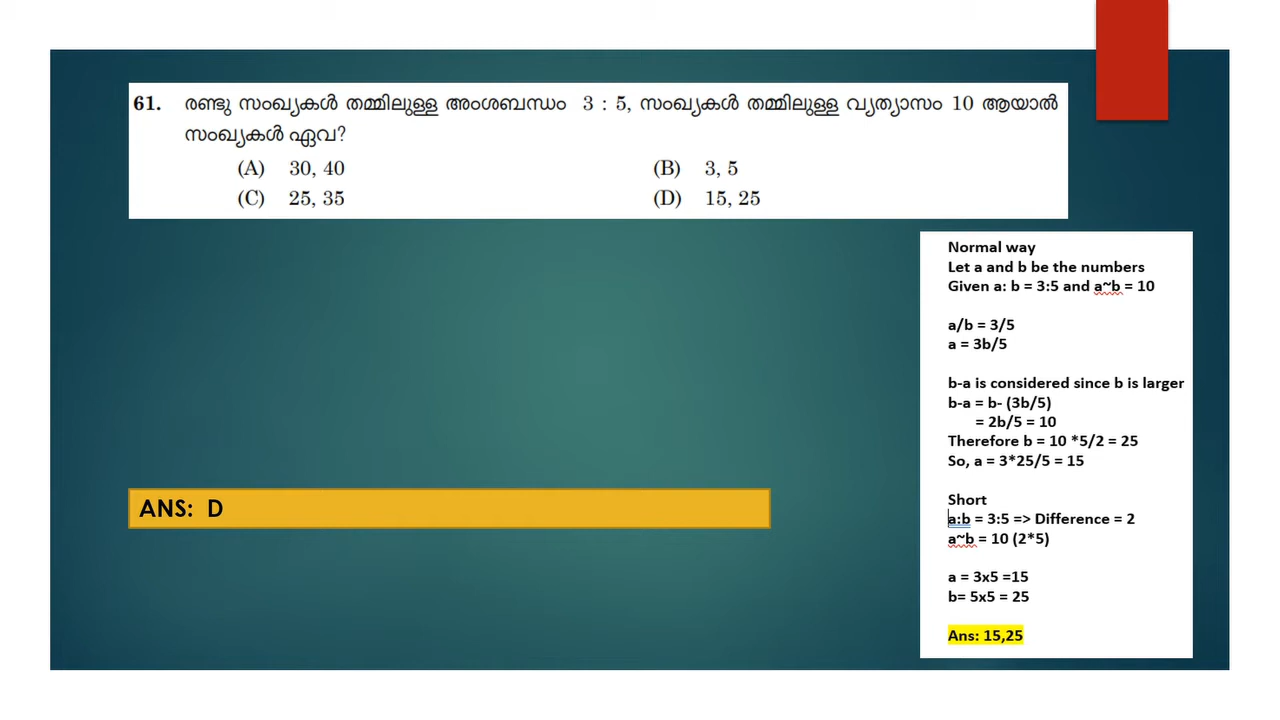 61. രണ്ടു സംഖ്യകൾ തമ്മിലുള്ള അംശബന്ധം 3 : 5, സംഖ്യകൾ തമ്മിലുള്ള വ്യത്യാസം 10 ആയാൽ
സംഖ്യകൾ ഏവ?
(A) 30, 40 (B) 3, 5
(C) 25, 35 (D) 15, 25
Normal way
Let a and b be the numbers
Given a: b = 3:5 and a~b = 10
a/b = 3/5
a = 3b/5
b-a is considered since b is larger
b-a = b- (3b/5)
= 2b/5 = 10
Therefore b = 10 *5/2 = 25
So, a = 3*25/5 = 15
Short
a:b = 3:5 => Difference = 2
a~b = 10 (2*5)
a = 3x5 =15
b= 5x5 = 25
Ans: 15,25
ANS: D